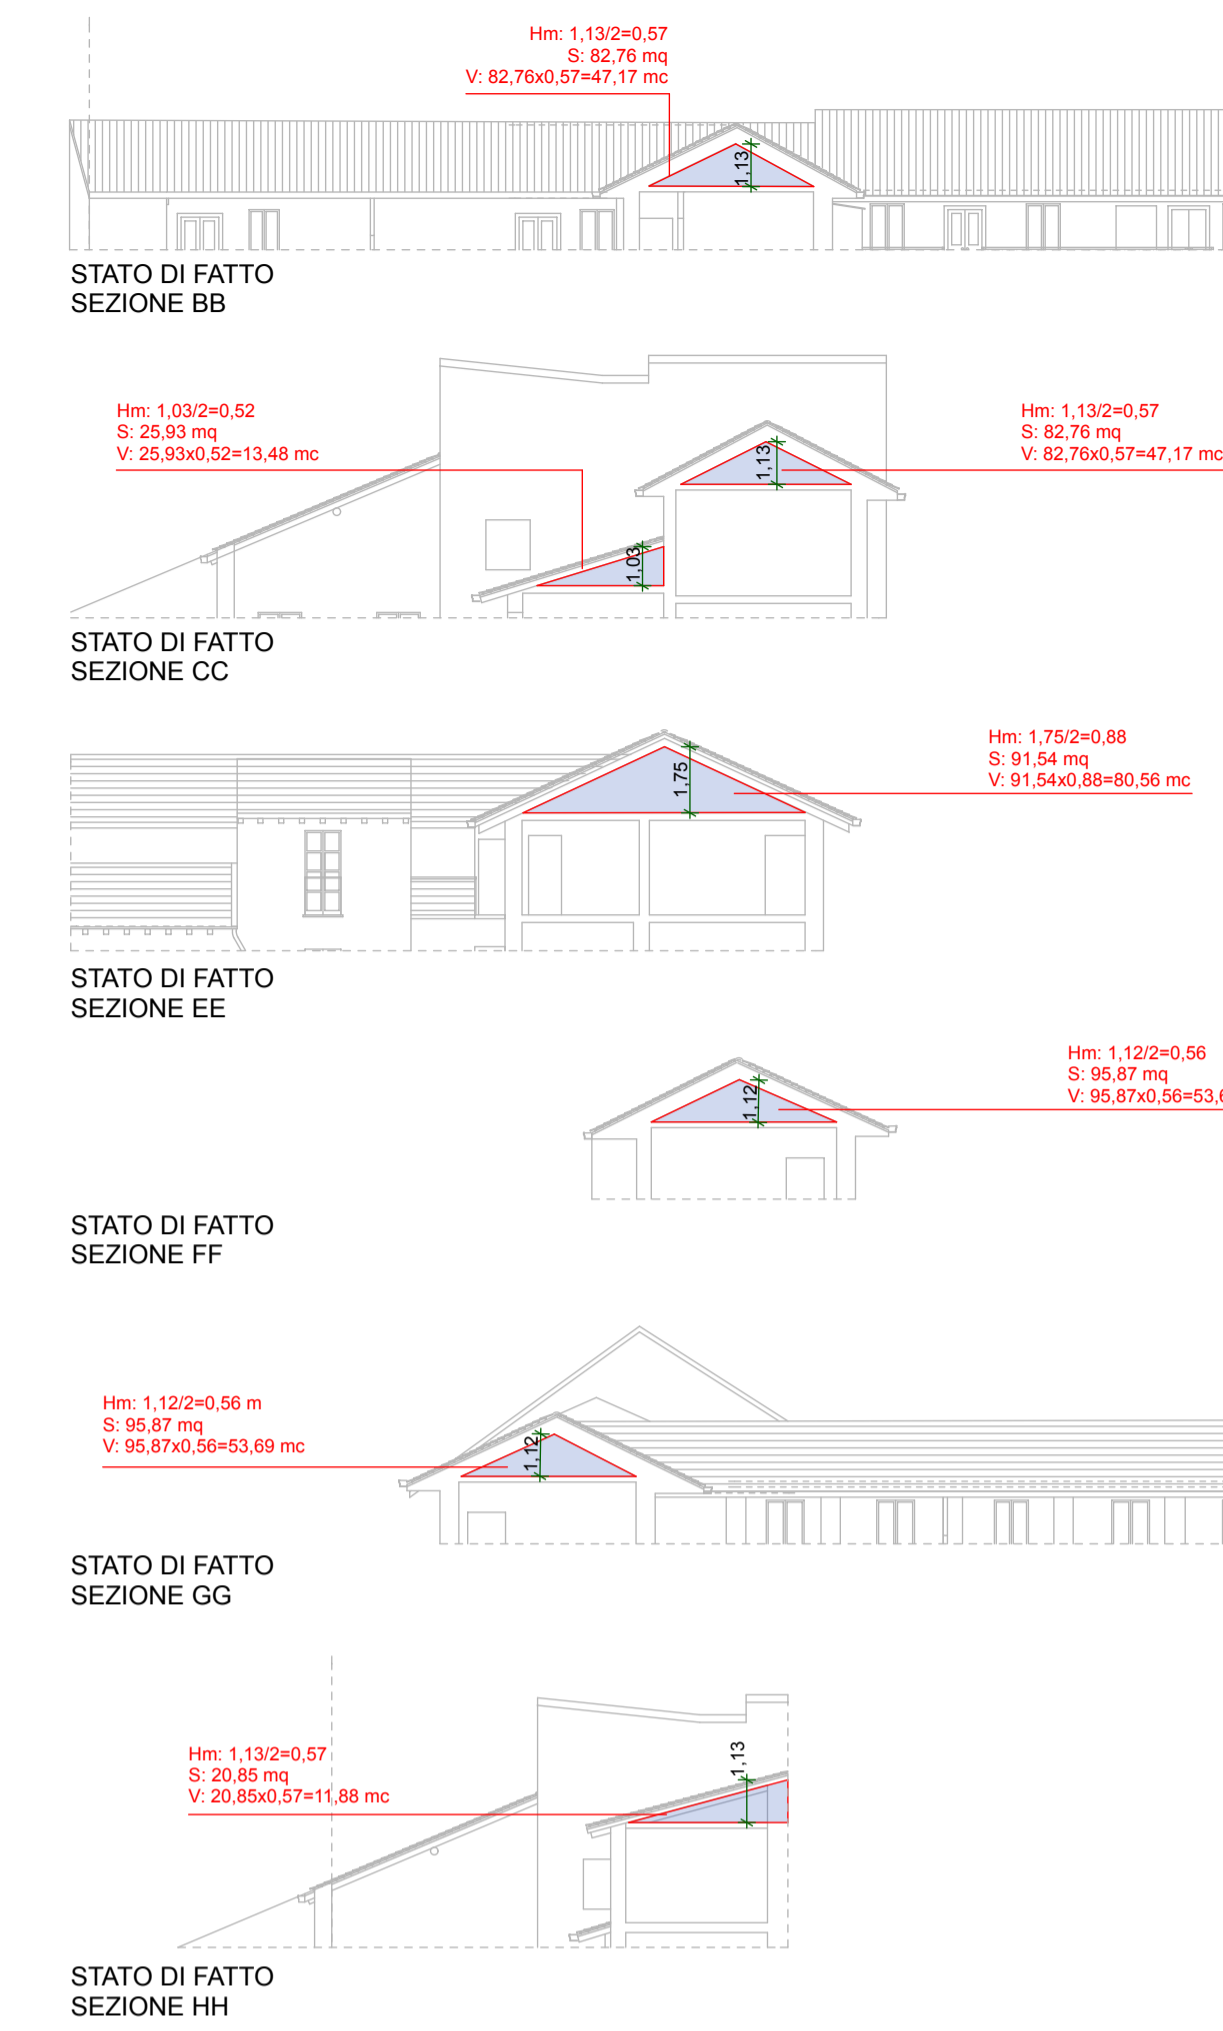 Hm: 1,13/2=0,57
S: 82,76 mq
V: 82,76x0,57=47,17 mc
1,13
STATO DI FATTO
SEZIONE BB
Hm: 1,03/2=0,52
S: 25,93 mq
V: 25,93x0,52=13,48 mc
Hm: 1,13/2=0,57
S: 82,76 mq
V: 82,76x0,57=47,17 mc
1,13
1,03
STATO DI FATTO
SEZIONE CC
Hm: 1,75/2=0,88
S: 91,54 mq
V: 91,54x0,88=80,56 mc
1,75
STATO DI FATTO
SEZIONE EE
Hm: 1,12/2=0,56
S: 95,87 mq
V: 95,87x0,56=53,6
1,12
STATO DI FATTO
SEZIONE FF
Hm: 1,12/2=0,56 m
S: 95,87 mq
V: 95,87x0,56=53,69 mc
1,12
STATO DI FATTO
SEZIONE GG
Hm: 1,13/2=0,57
S: 20,85 mq
V: 20,85x0,57=11,88 mc
1,13
STATO DI FATTO
SEZIONE HH